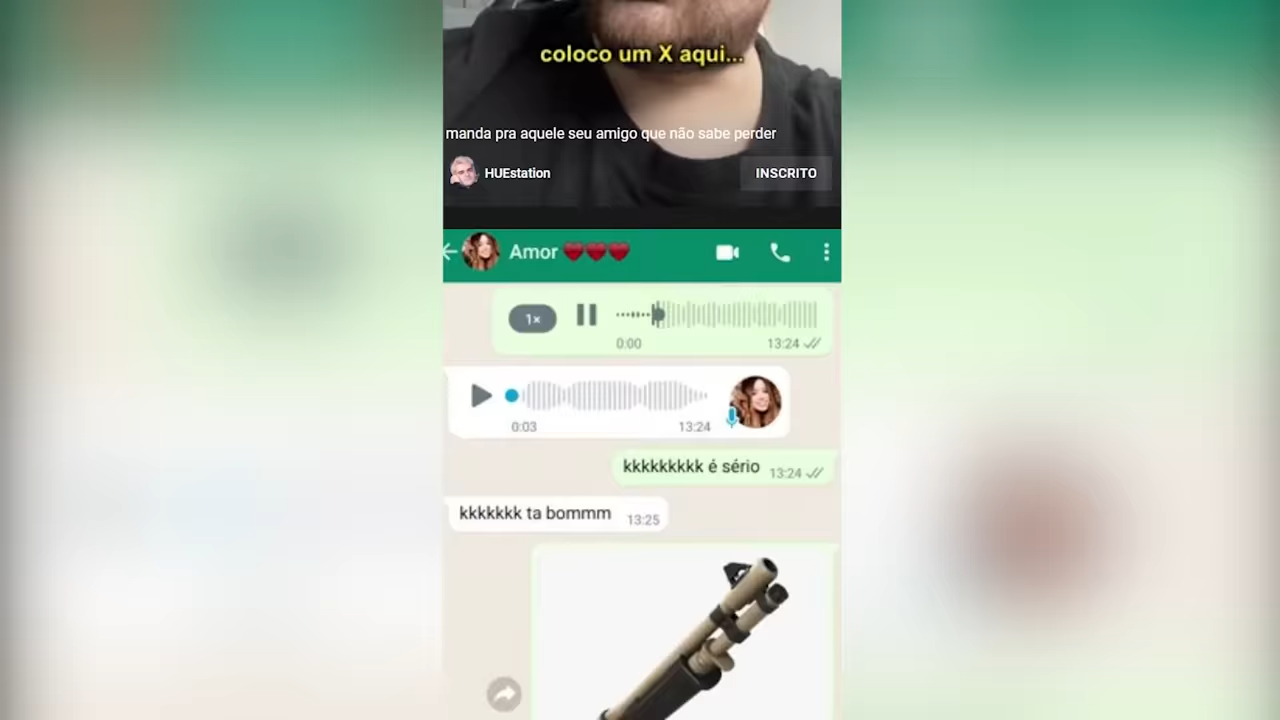 coloco um X aqui...
manda pra aquele seu amigo que não sabe perder
HUEstation
INSCRITO
Amor
1×
0:00
13:24
0:03
13:24
kkkkkkkkk é sério
13:24
kkkkkkk ta bommm
13:25